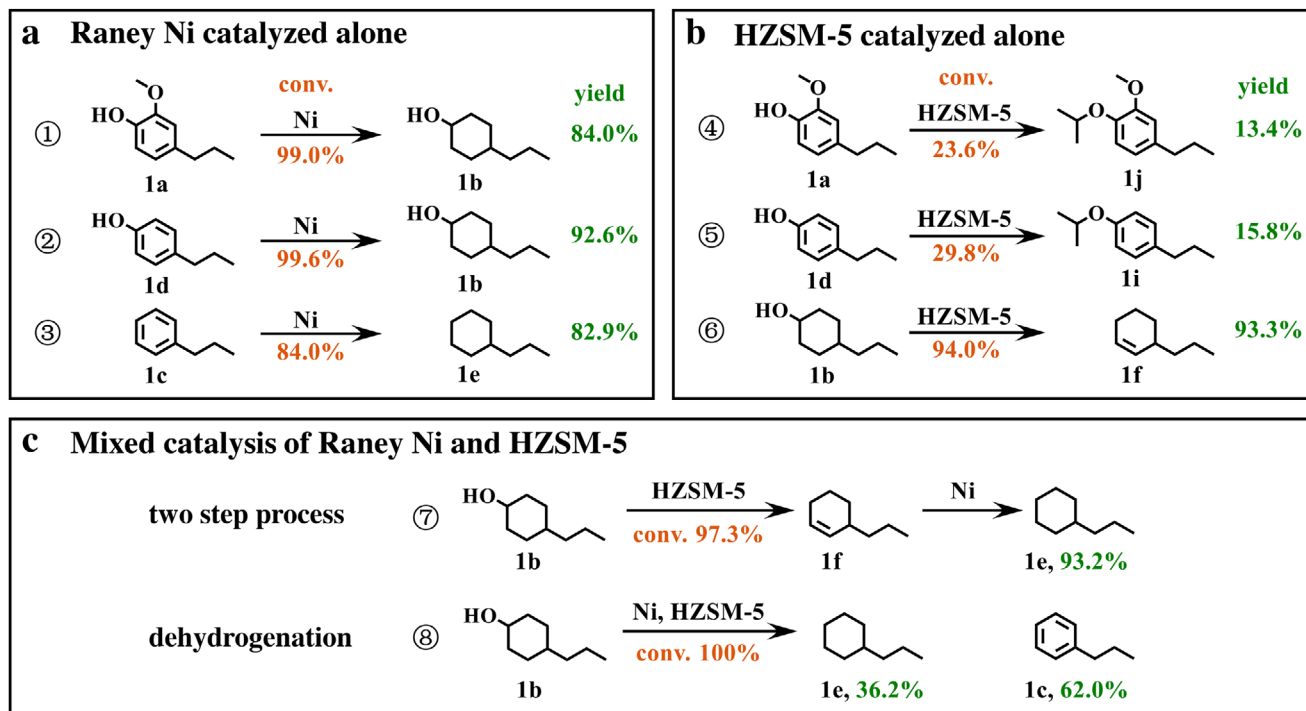 a Raney Ni catalyzed alone
conv. yield
① HO O Ni HO 84.0%
99.0%
1a 1b
② HO Ni HO 92.6%
99.6%
1d 1b
③ Ni 82.9%
84.0%
1c 1e
b HZSM-5 catalyzed alone
conv. yield
④ HO O HZSM-5 O O 13.4%
23.6%
1a 1j
⑤ HO HZSM-5 O 15.8%
29.8%
1d 1i
⑥ HO HZSM-5 93.3%
94.0%
1b 1f
c Mixed catalysis of Raney Ni and HZSM-5
two step process ⑦ HO HZSM-5 Ni
conv. 97.3%
1b 1f 1e, 93.2%
dehydrogenation ⑧ HO Ni, HZSM-5
conv. 100%
1b 1e, 36.2% 1c, 62.0%